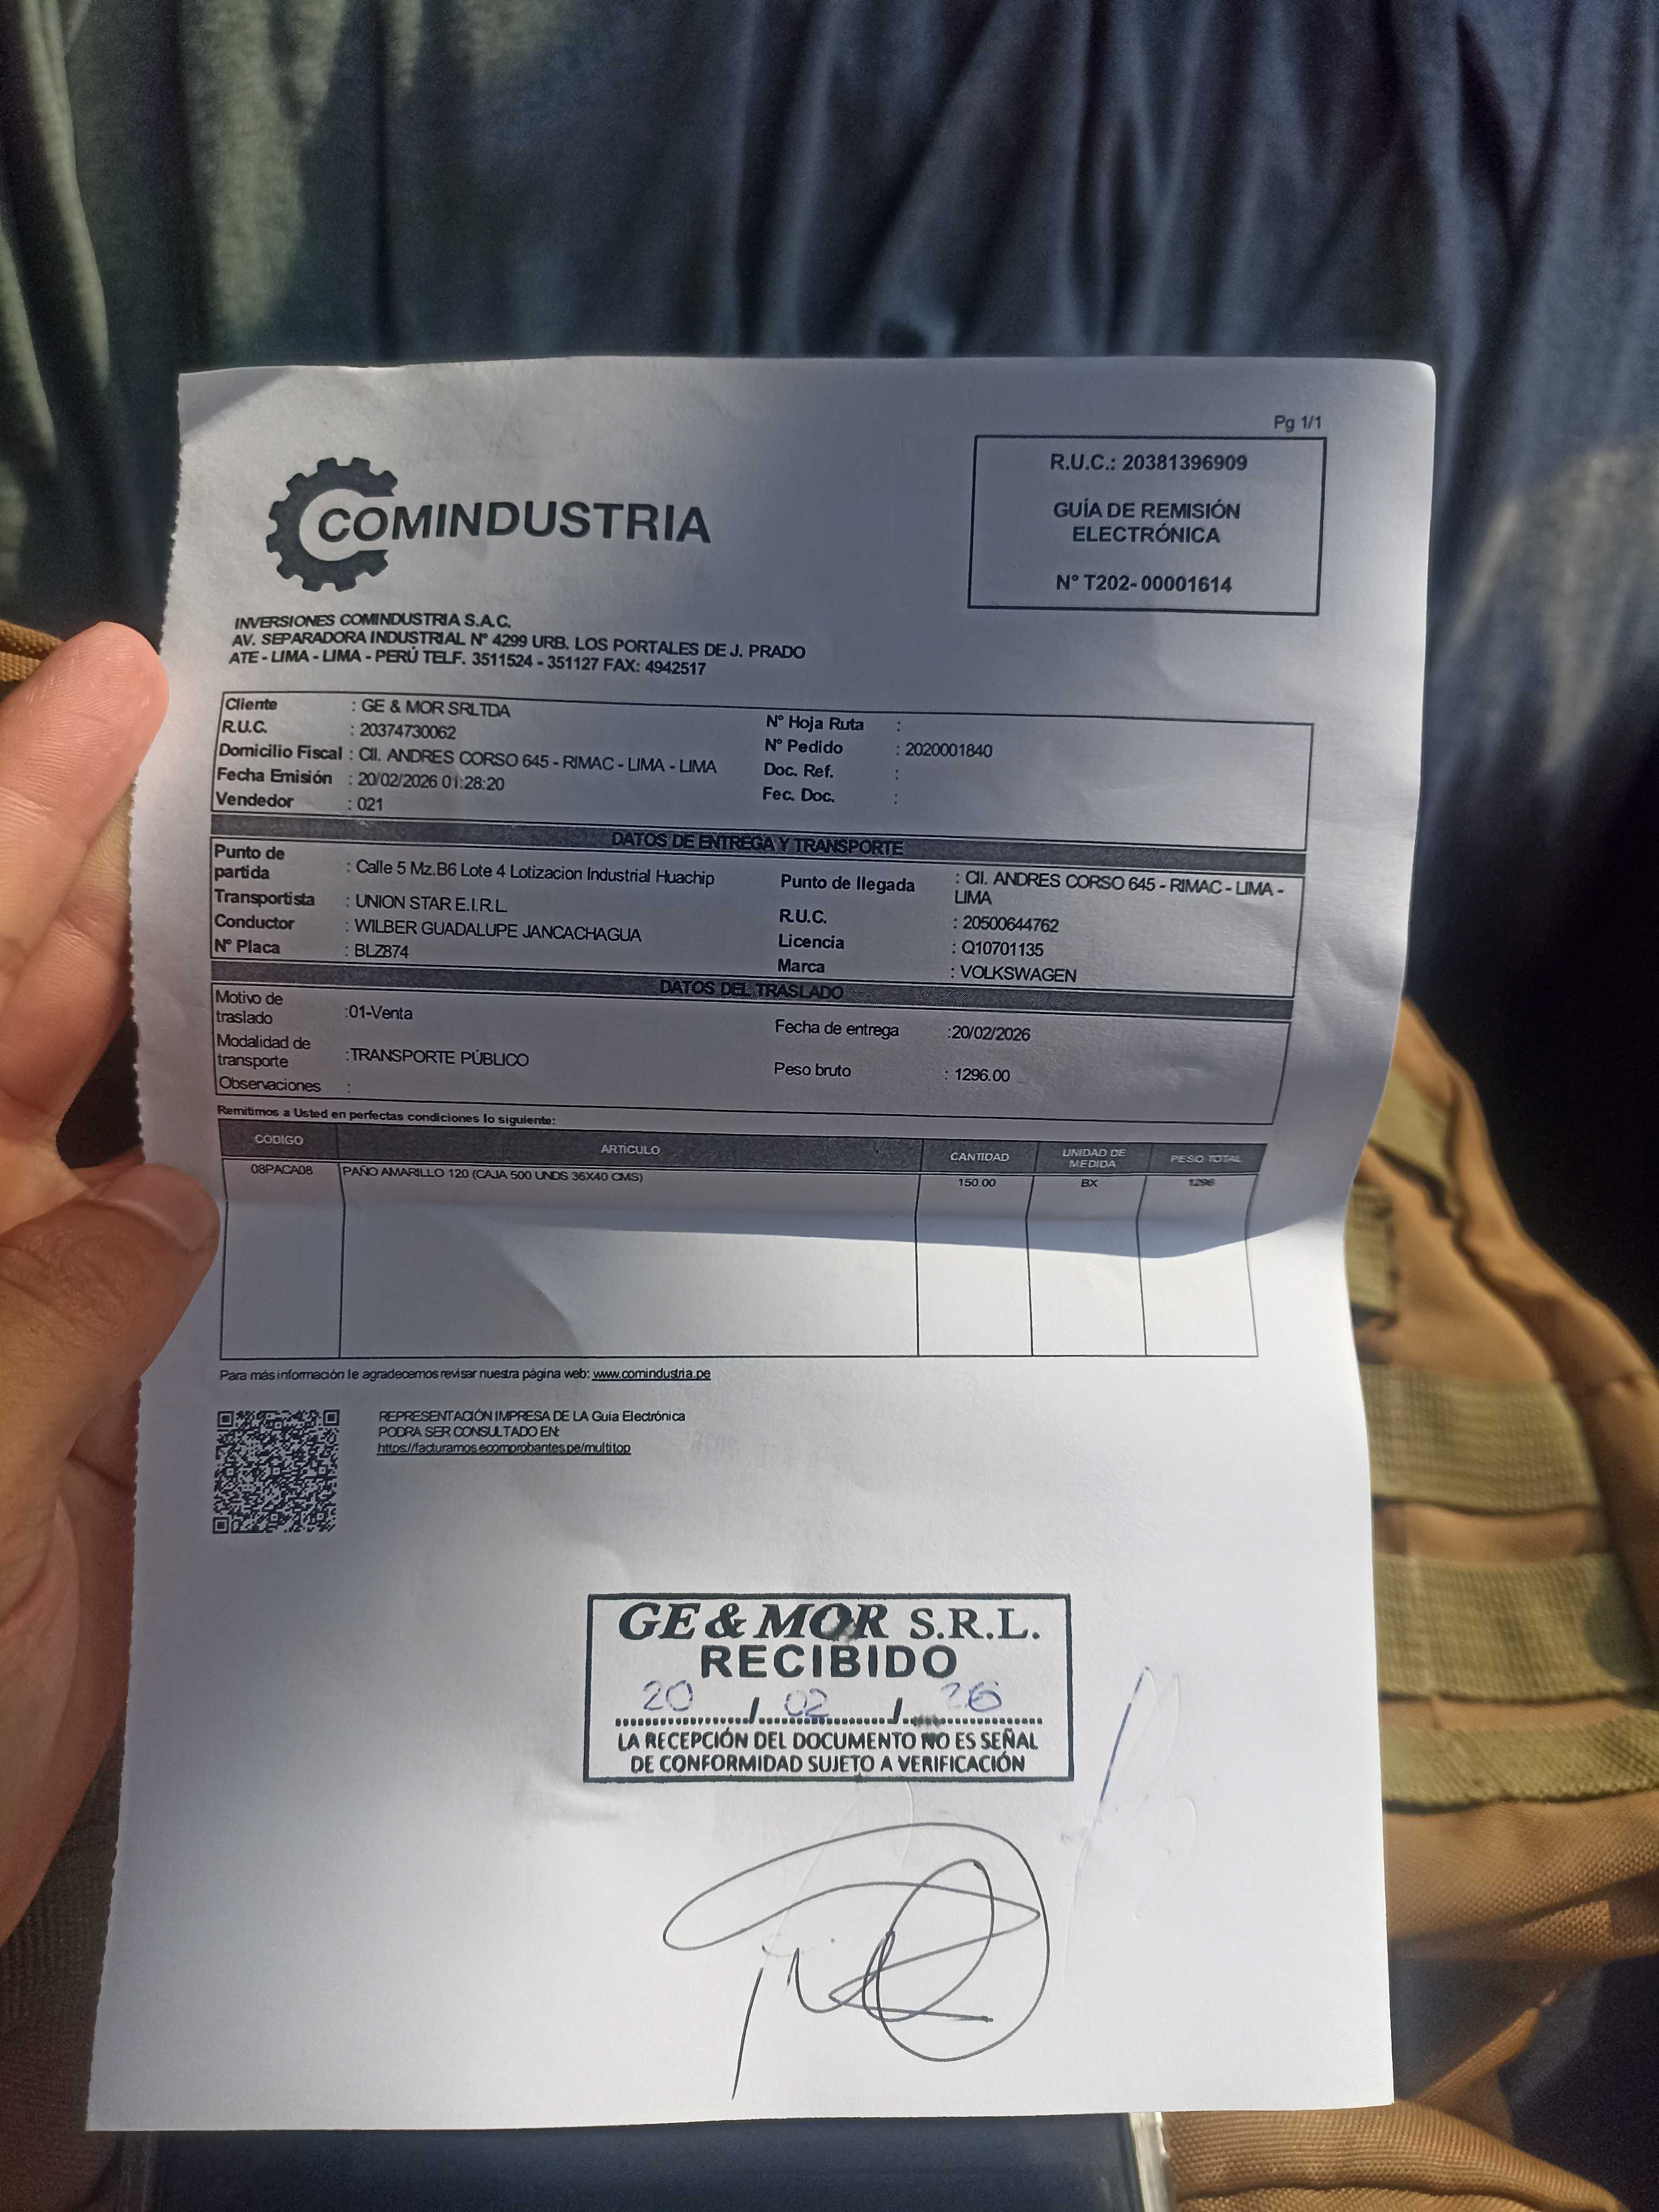 Pg 1/1
COMINDUSTRIA
R.U.C.: 20381396909
GUÍA DE REMISIÓN
ELECTRÓNICA
N° T202- 00001614
INVERSIONES COMINDUSTRIA S.A.C.
AV. SEPARADORA INDUSTRIAL Nº 4299 URB. LOS PORTALES DE J. PRADO
ATE - LIMA - LIMA - PERÚ TELF. 3511524 - 351127 FAX: 4942517
Cliente : GE & MOR SRLTDA
R.U.C. : 20374730062
Domicilio Fiscal : Cll. ANDRES CORSO 645 - RIMAC - LIMA - LIMA
Fecha Emisión : 20/02/2026 01:28:20
Vendedor : 021
Nº Hoja Ruta :
Nº Pedido : 2020001840
Doc. Ref. :
Fec. Doc. :
DATOS DE ENTREGA Y TRANSPORTE
Punto de partida : Calle 5 Mz.B6 Lote 4 Lotizacion Industrial Huachip
Transportista : UNION STAR E.I.R.L
Conductor : WILBER GUADALUPE JANCACHAGUA
Nº Placa : BLZ874
Punto de llegada : Cll. ANDRES CORSO 645 - RIMAC - LIMA -
LIMA
R.U.C. : 20500644762
Licencia : Q10701135
Marca : VOLKSWAGEN
DATOS DEL TRASLADO
Motivo de traslado :01-Venta
Modalidad de transporte :TRANSPORTE PÚBLICO
Observaciones :
Fecha de entrega :20/02/2026
Peso bruto : 1296.00
Remitimos a Usted en perfectas condiciones lo siguiente:
CODIGO ARTÍCULO CANTIDAD UNIDAD DE MEDIDA PESO TOTAL
08PACA08 PAÑO AMARILLO 120 (CAJA 500 UNDS 36X40 CMS) 150.00 BX 1296
Para más información le agradecemos revisar nuestra página web: www.comindustria.pe
REPRESENTACIÓN IMPRESA DE LA Guía Electrónica
PODRA SER CONSULTADO EN:
https://facturamos.ecomprobantes.pe/multitop
GE & MOR S.R.L.
RECIBIDO
20 / 02 / 26
LA RECEPCIÓN DEL DOCUMENTO NO ES SEÑAL
DE CONFORMIDAD SUJETO A VERIFICACIÓN